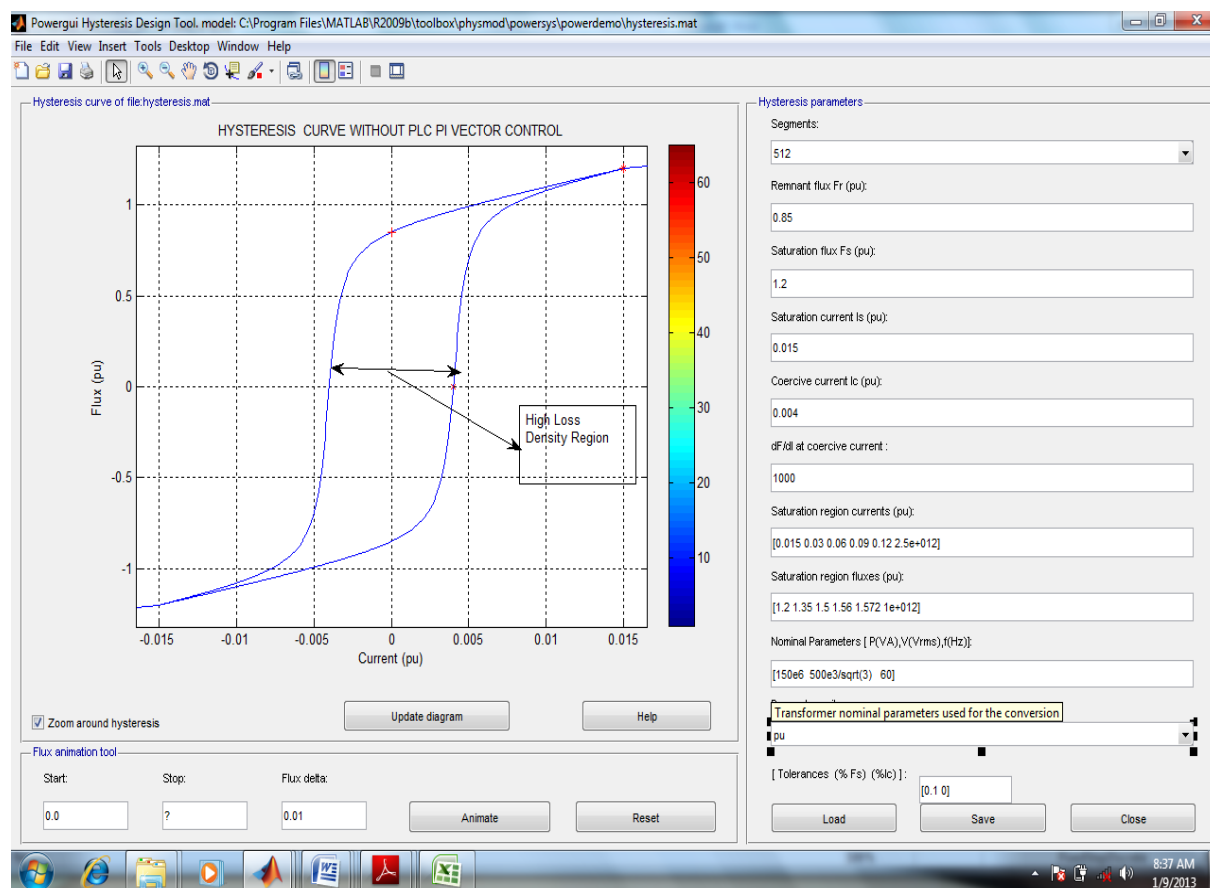 Powergui Hysteresis Design Tool. model: C:\Program Files\MATLAB\R2009b\toolbox\physmod\powersys\powerdemo\hysteresis.mat
File Edit View Insert Tools Desktop Window Help
Hysteresis curve of file:hysteresis.mat
HYSTERESIS CURVE WITHOUT PLC PI VECTOR CONTROL
1
0.5
0
-0.5
-1
Flux (pu)
-0.015 -0.01 -0.005 0 0.005 0.01 0.015
Current (pu)
High Loss
Density Region
60
50
40
30
20
10
Zoom around hysteresis
Update diagram
Help
Flux animation tool
Start: Stop: Flux delta:
0.0 ? 0.01 Animate Reset
Hysteresis parameters
Segments:
512
Remnant flux Fr (pu):
0.85
Saturation flux Fs (pu):
1.2
Saturation current Is (pu):
0.015
Coercive current Ic (pu):
0.004
dF/dI at coercive current :
1000
Saturation region currents (pu):
[0.015 0.03 0.06 0.09 0.12 2.5e+012]
Saturation region fluxes (pu):
[1.2 1.35 1.5 1.56 1.572 1e+012]
Nominal Parameters [ P(VA),V(Vrms),f(Hz)]:
[150e6 500e3/sqrt(3) 60]
Transformer nominal parameters used for the conversion
pu
[ Tolerances (% Fs) (%Ic) ] :
[0.1 0]
Load Save Close
8:37 AM
1/9/2013